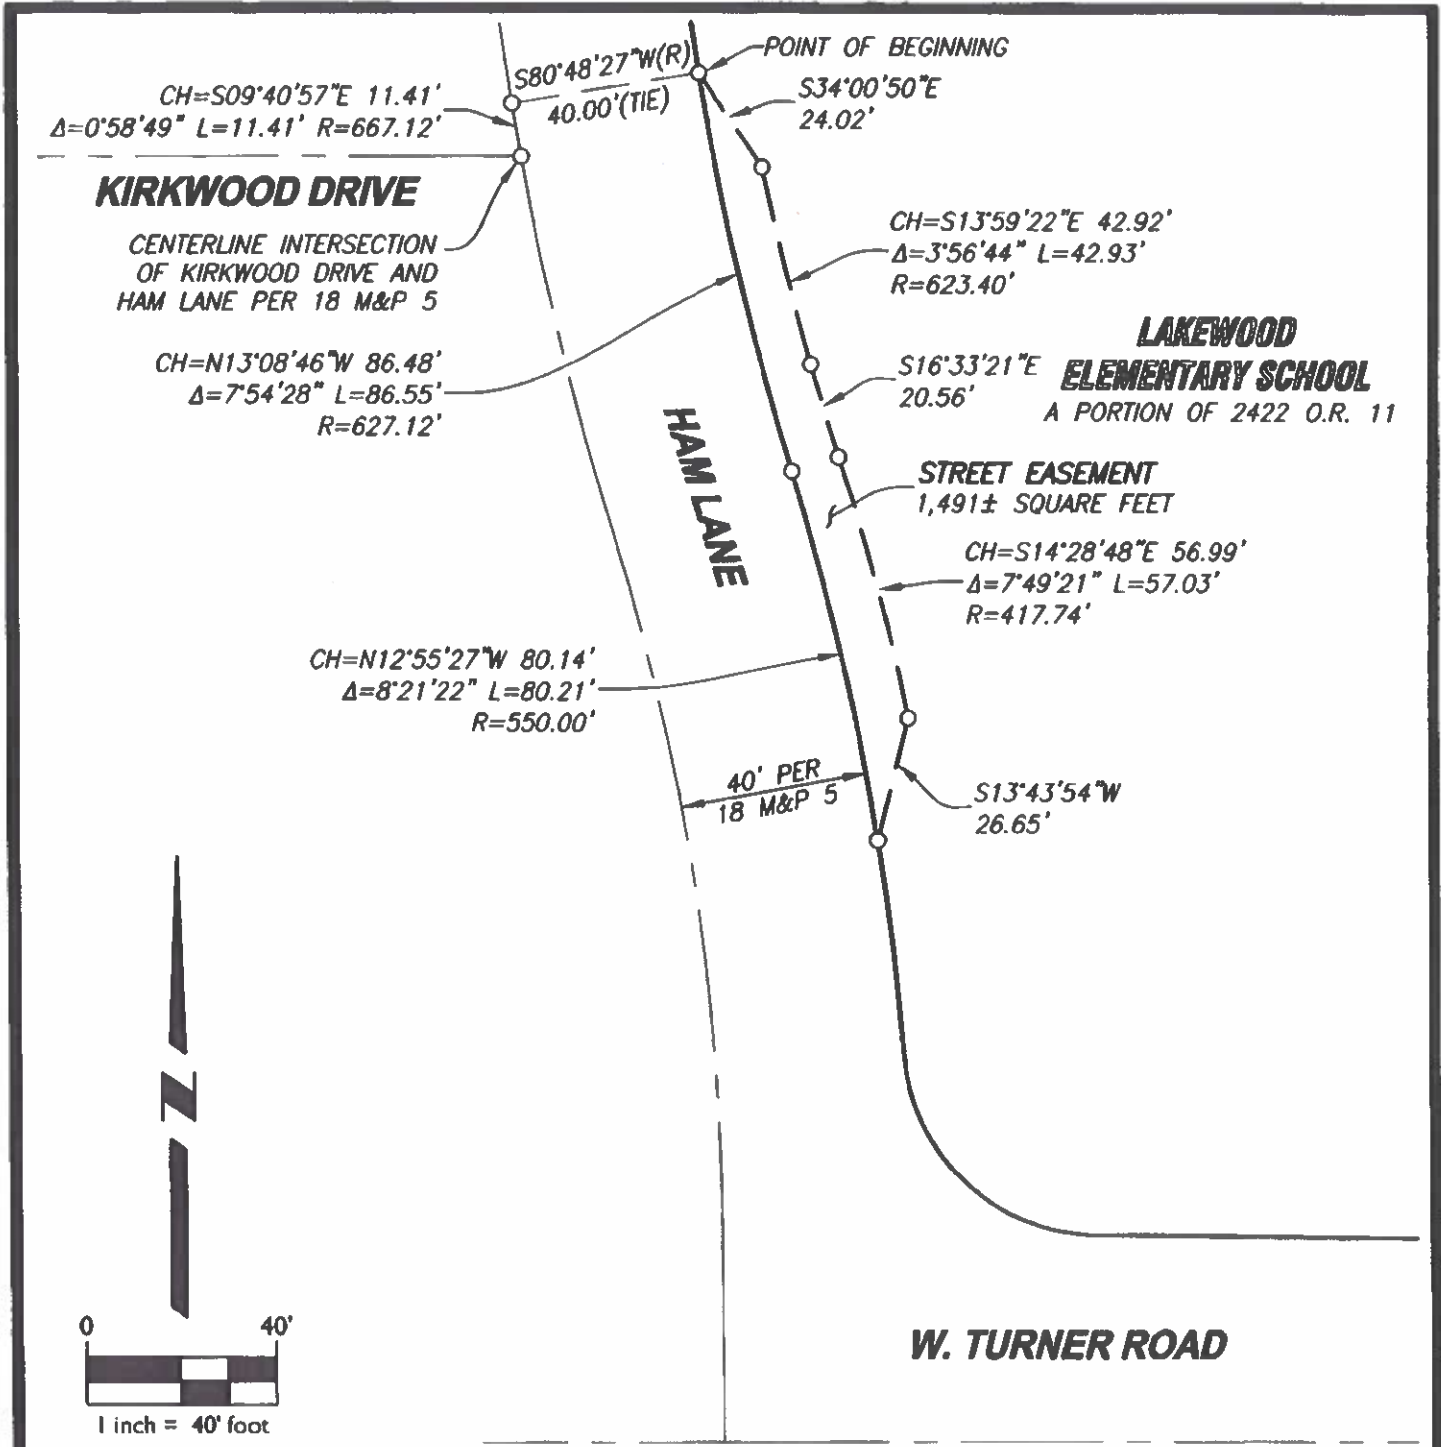 S80°48'27"W(R)
40.00'(TIE)
POINT OF BEGINNING
S34°00'50"E
24.02'
CH=S09°40'57"E 11.41'
Δ=0°58'49" L=11.41' R=667.12'
KIRKWOOD DRIVE
CENTERLINE INTERSECTION
OF KIRKWOOD DRIVE AND
HAM LANE PER 18 M&P 5
CH=S13°59'22"E 42.92'
Δ=3°56'44" L=42.93'
R=623.40'
LAKEWOOD
ELEMENTARY SCHOOL
A PORTION OF 2422 O.R. 11
CH=N13°08'46"W 86.48'
Δ=7°54'28" L=86.55'
R=627.12'
S16°33'21"E
20.56'
HAM LANE
STREET EASEMENT
1,491± SQUARE FEET
CH=S14°28'48"E 56.99'
Δ=7°49'21" L=57.03'
R=417.74'
CH=N12°55'27"W 80.14'
Δ=8°21'22" L=80.21'
R=550.00'
40' PER
18 M&P 5
S13°43'54"W
26.65'
N
0 40'
1 inch = 40' foot
W. TURNER ROAD